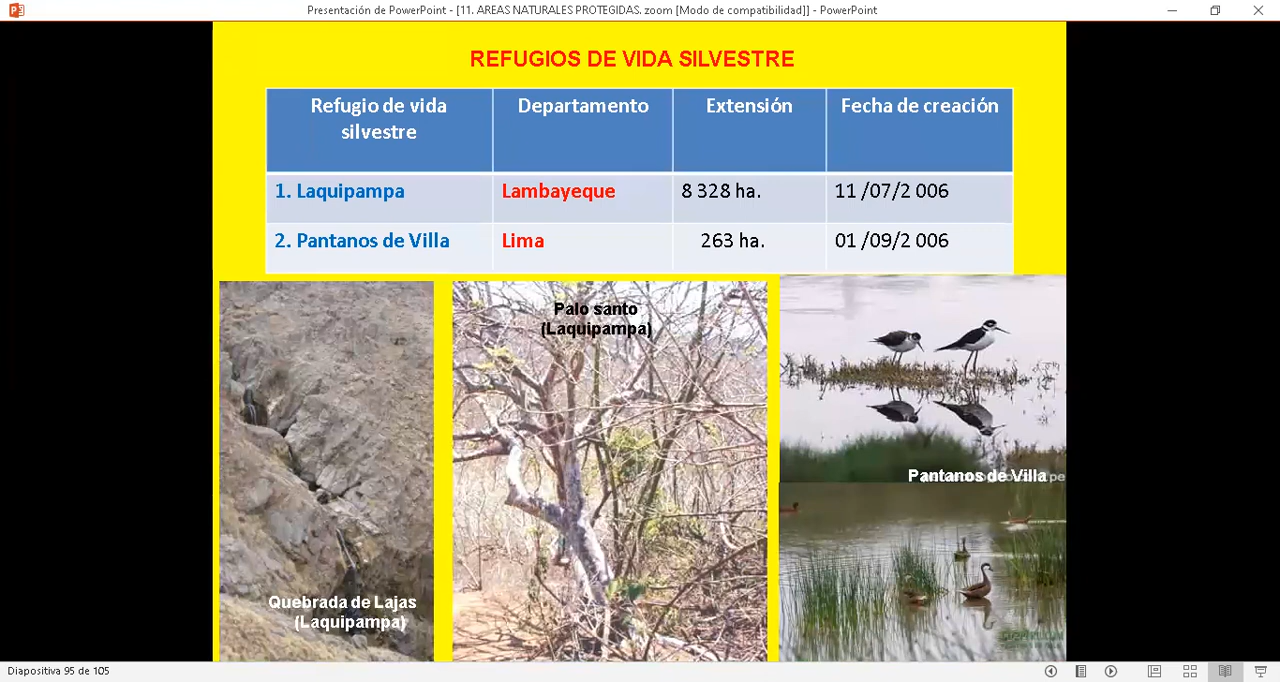 Presentación de PowerPoint - [11. AREAS NATURALES PROTEGIDAS. zoom [Modo de compatibilidad]] - PowerPoint
REFUGIOS DE VIDA SILVESTRE
Refugio de vida silvestre Departamento Extensión Fecha de creación
1. Laquipampa Lambayeque 8 328 ha. 11 /07/2 006
2. Pantanos de Villa Lima 263 ha. 01 /09/2 006
Palo santo
(Laquipampa)
Pantanos de Villa
Quebrada de Lajas
(Laquipampa)
Diapositiva 95 de 105